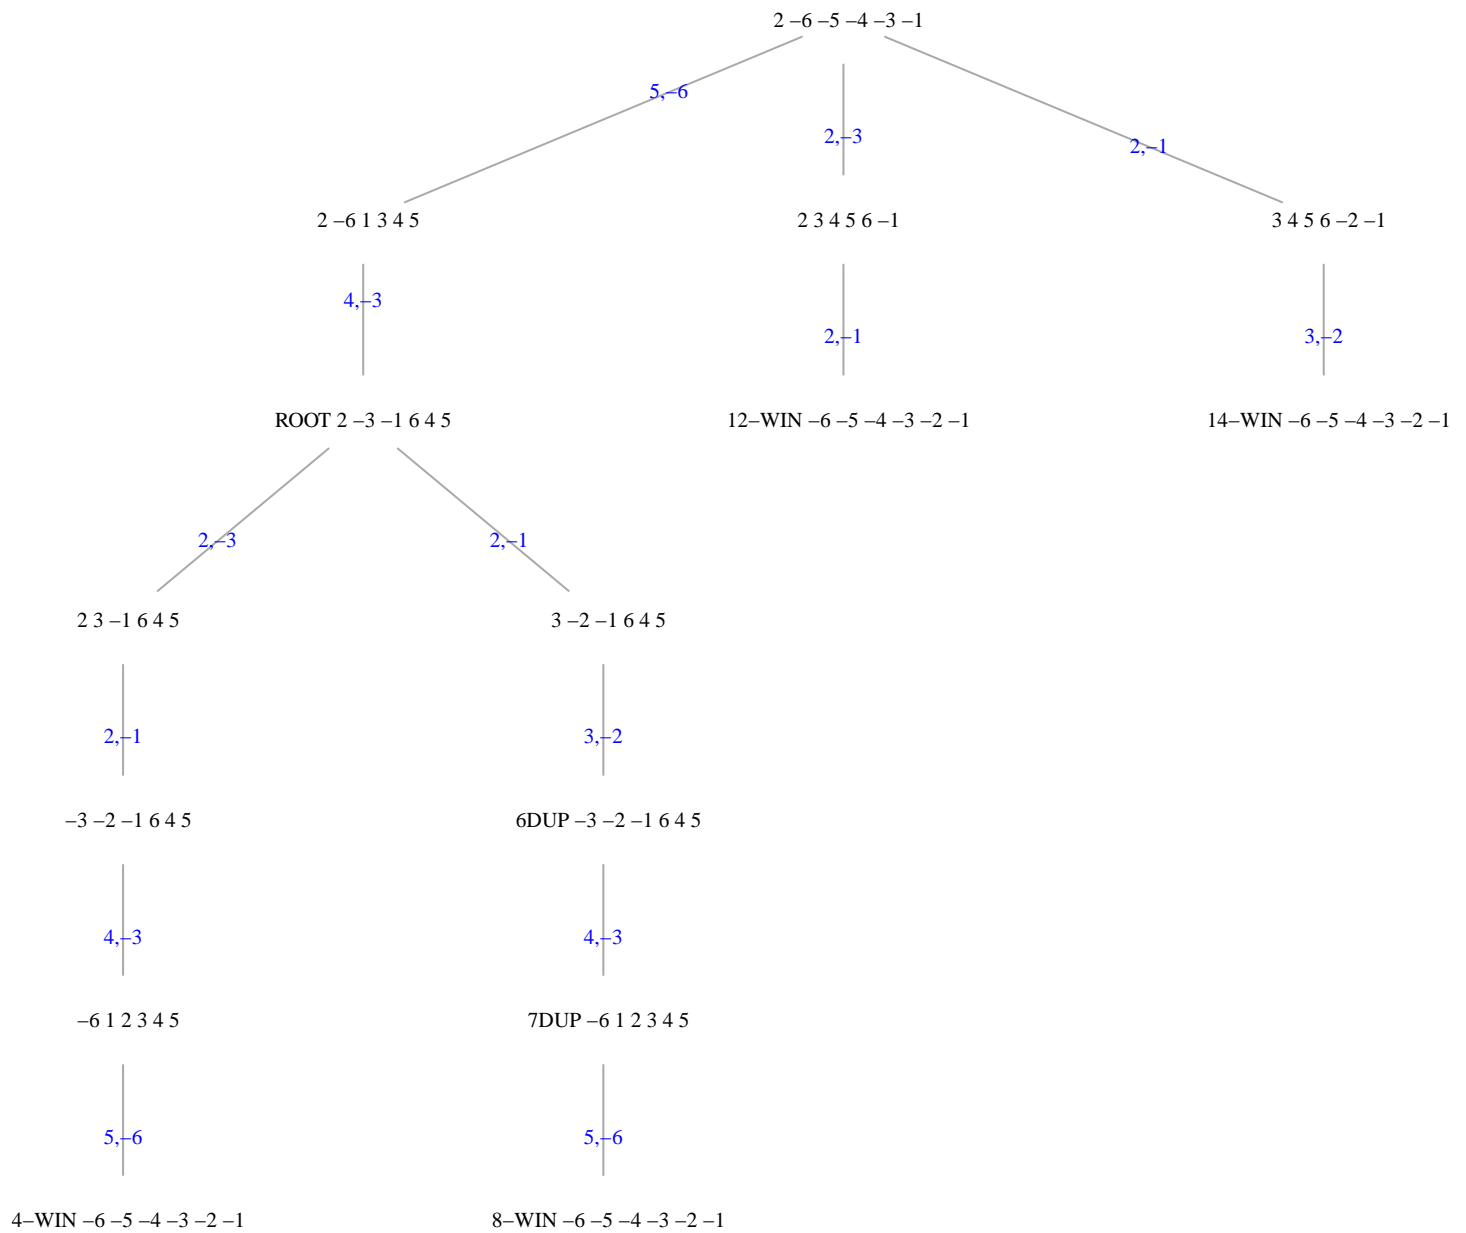 2 –6 –5 –4 –3 –1
5,–6
2,–3
2,–1
2 –6 1 3 4 5
2 3 4 5 6 –1
3 4 5 6 –2 –1
4,–3
2,–1
3,–2
ROOT 2 –3 –1 6 4 5
12–WIN –6 –5 –4 –3 –2 –1
14–WIN –6 –5 –4 –3 –2 –1
2,–3
2,–1
2 3 –1 6 4 5
3 –2 –1 6 4 5
2,–1
3,–2
–3 –2 –1 6 4 5
6DUP –3 –2 –1 6 4 5
4,–3
4,–3
–6 1 2 3 4 5
7DUP –6 1 2 3 4 5
5,–6
5,–6
4–WIN –6 –5 –4 –3 –2 –1
8–WIN –6 –5 –4 –3 –2 –1